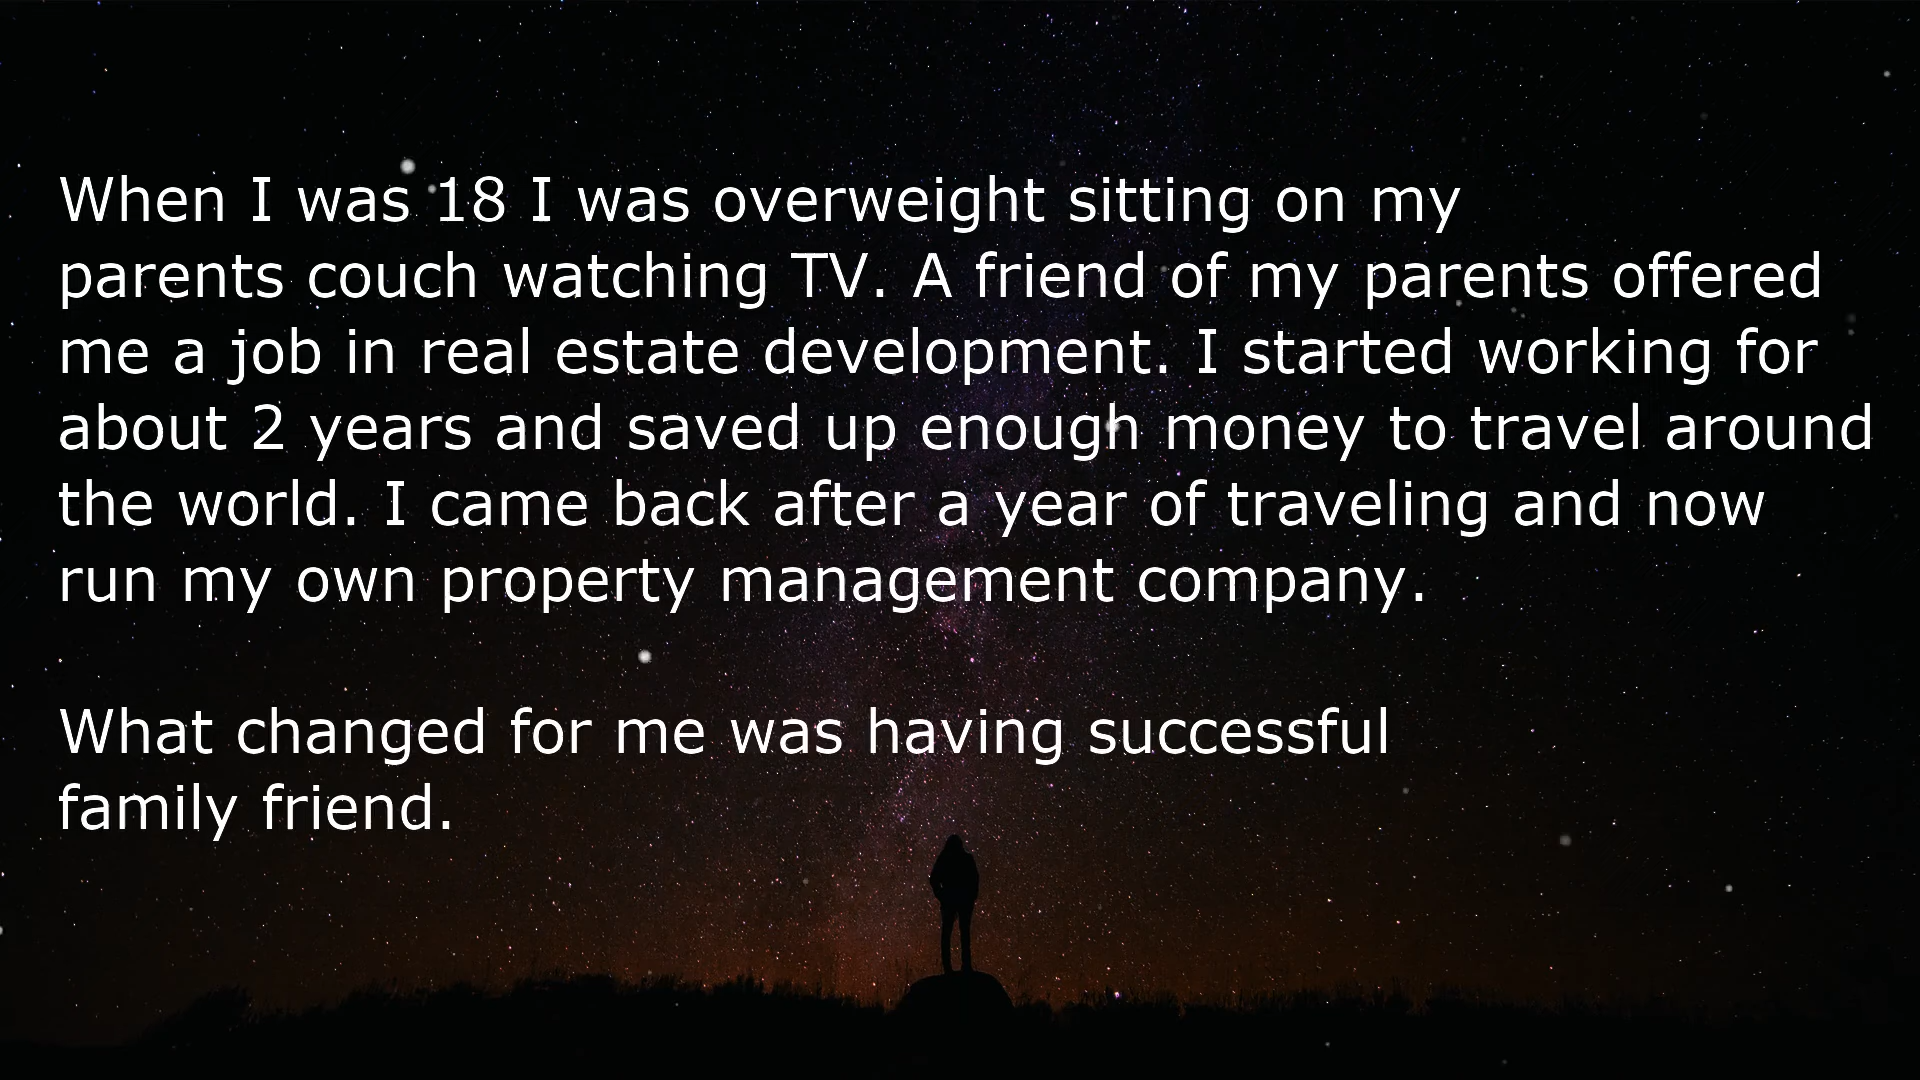 When I was 18 I was overweight sitting on my
parents couch watching TV. A friend of my parents offered
me a job in real estate development. I started working for
about 2 years and saved up enough money to travel around
the world. I came back after a year of traveling and now
run my own property management company.
What changed for me was having successful
family friend.